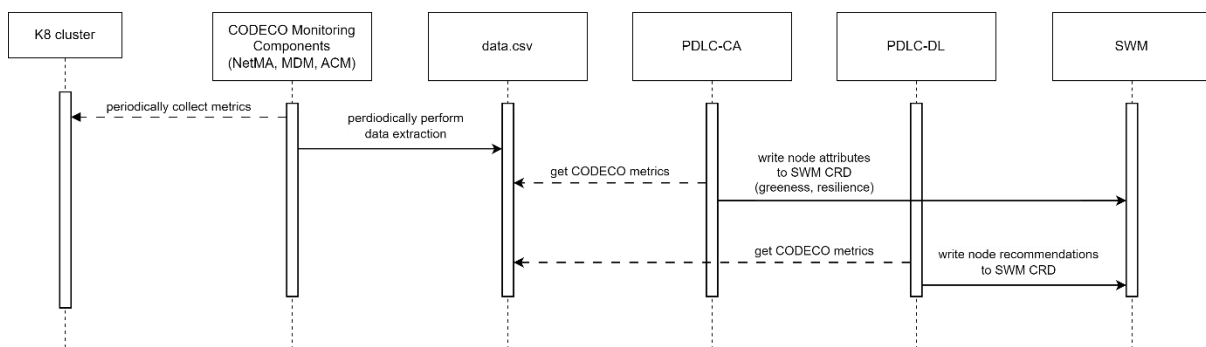 K8 cluster
CODECO Monitoring
Components
(NetMA, MDM, ACM)
data.csv
PDLC-CA
PDLC-DL
SWM
periodically collect metrics
perdiodically perform
data extraction
get CODECO metrics
write node attributes
to SWM CRD
(greeness, resilience)
get CODECO metrics
write node recommendations
to SWM CRD